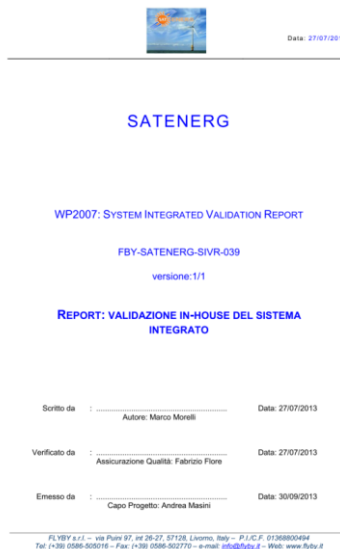 Data: 27/07/201
SATENERG
WP2007: SYSTEM INTEGRATED VALIDATION REPORT
FBY-SATENERG-SIVR-039
versione:1/1
REPORT: VALIDAZIONE IN-HOUSE DEL SISTEMA
INTEGRATO
Scritto da : ........................................................ Data: 27/07/2013
Autore: Marco Morelli
Verificato da : ........................................................ Data: 27/07/2013
Assicurazione Qualità: Fabrizio Flore
Emesso da : ........................................................ Data: 30/09/2013
Capo Progetto: Andrea Masini
FLYBY s.r.l. – via Puini 97, int 26-27, 57128, Livorno, Italy – P.I./C.F. 01368800494
Tel: (+39) 0586-505016 – Fax: (+39) 0586-502770 – e-mail: info@flyby.it – Web: www.flyby.it